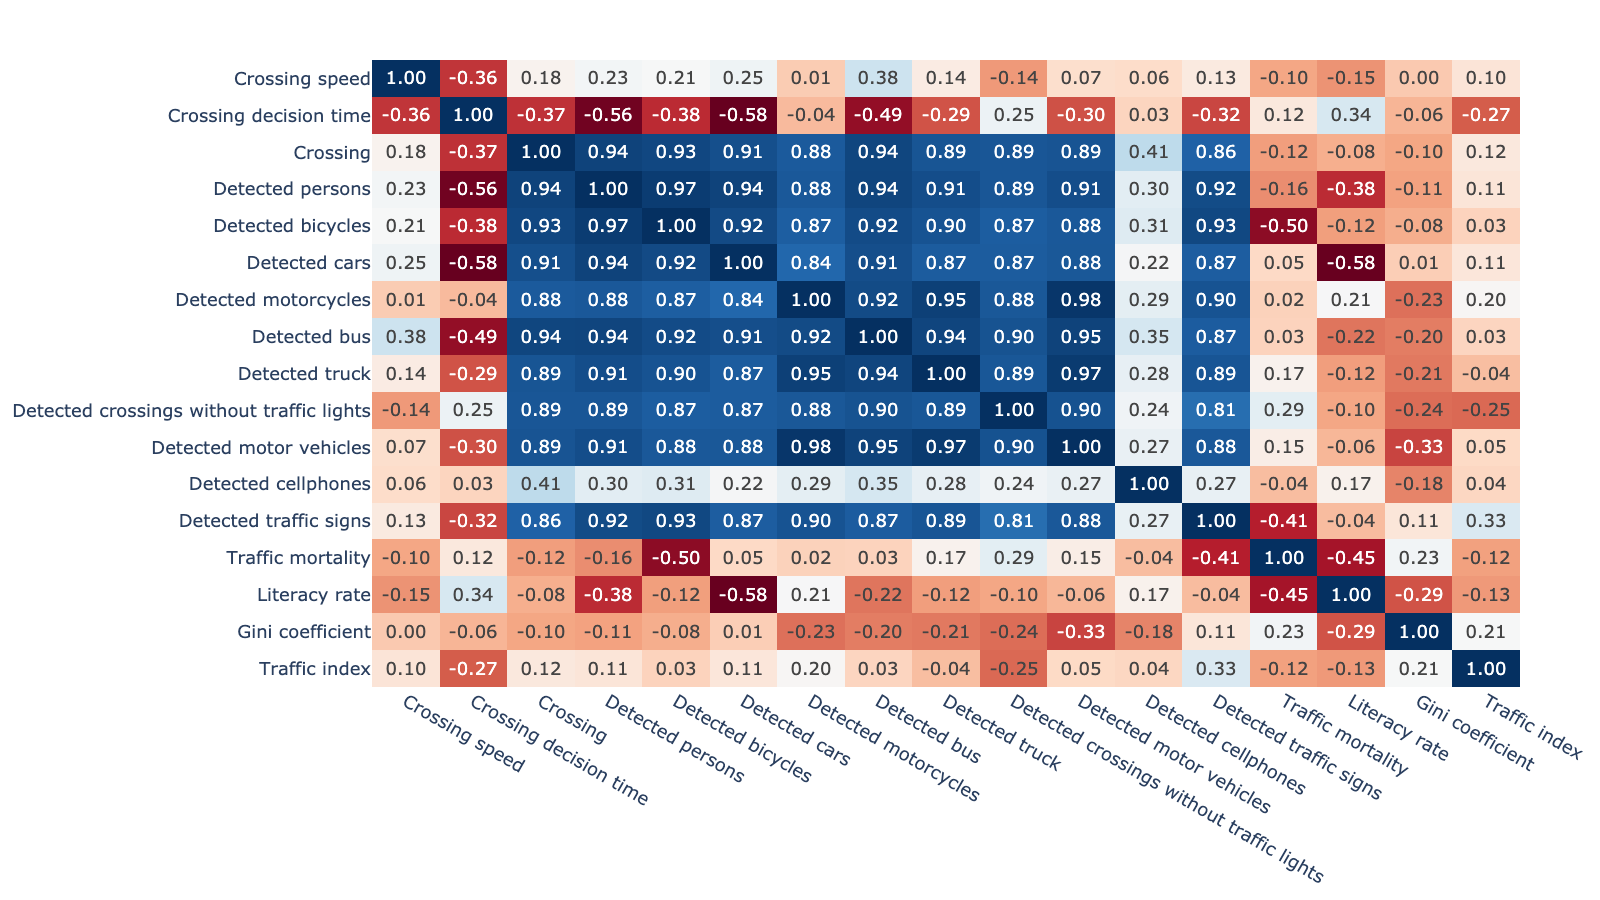 Crossing speed 1.00 -0.36 0.18 0.23 0.21 0.25 0.01 0.38 0.14 -0.14 0.07 0.06 0.13 -0.10 -0.15 0.00 0.10
Crossing decision time -0.36 1.00 -0.37 -0.56 -0.38 -0.58 -0.04 -0.49 -0.29 0.25 -0.30 0.03 -0.32 0.12 0.34 -0.06 -0.27
Crossing 0.18 -0.37 1.00 0.94 0.93 0.91 0.88 0.94 0.89 0.89 0.89 0.41 0.86 -0.12 -0.08 -0.10 0.12
Detected persons 0.23 -0.56 0.94 1.00 0.97 0.94 0.88 0.94 0.91 0.89 0.91 0.30 0.92 -0.16 -0.38 -0.11 0.11
Detected bicycles 0.21 -0.38 0.93 0.97 1.00 0.92 0.87 0.92 0.90 0.87 0.88 0.31 0.93 -0.50 -0.12 -0.08 0.03
Detected cars 0.25 -0.58 0.91 0.94 0.92 1.00 0.84 0.91 0.87 0.87 0.88 0.22 0.87 0.05 -0.58 0.01 0.11
Detected motorcycles 0.01 -0.04 0.88 0.88 0.87 0.84 1.00 0.92 0.95 0.88 0.98 0.29 0.90 0.02 0.21 -0.23 0.20
Detected bus 0.38 -0.49 0.94 0.94 0.92 0.91 0.92 1.00 0.94 0.90 0.95 0.35 0.87 0.03 -0.22 -0.20 0.03
Detected truck 0.14 -0.29 0.89 0.91 0.90 0.87 0.95 0.94 1.00 0.89 0.97 0.28 0.89 0.17 -0.12 -0.21 -0.04
Detected crossings without traffic lights -0.14 0.25 0.89 0.89 0.87 0.87 0.88 0.90 0.89 1.00 0.90 0.24 0.81 0.29 -0.10 -0.24 -0.25
Detected motor vehicles 0.07 -0.30 0.89 0.91 0.88 0.88 0.98 0.95 0.97 0.90 1.00 0.27 0.88 0.15 -0.06 -0.33 0.05
Detected cellphones 0.06 0.03 0.41 0.30 0.31 0.22 0.29 0.35 0.28 0.24 0.27 1.00 0.27 -0.04 0.17 -0.18 0.04
Detected traffic signs 0.13 -0.32 0.86 0.92 0.93 0.87 0.90 0.87 0.89 0.81 0.88 0.27 1.00 -0.41 -0.04 0.11 0.33
Traffic mortality -0.10 0.12 -0.12 -0.16 -0.50 0.05 0.02 0.03 0.17 0.29 0.15 -0.04 -0.41 1.00 -0.45 0.23 -0.12
Literacy rate -0.15 0.34 -0.08 -0.38 -0.12 -0.58 0.21 -0.22 -0.12 -0.10 -0.06 0.17 -0.04 -0.45 1.00 -0.29 -0.13
Gini coefficient 0.00 -0.06 -0.10 -0.11 -0.08 0.01 -0.23 -0.20 -0.21 -0.24 -0.33 -0.18 0.11 0.23 -0.29 1.00 0.21
Traffic index 0.10 -0.27 0.12 0.11 0.03 0.11 0.20 0.03 -0.04 -0.25 0.05 0.04 0.33 -0.12 -0.13 0.21 1.00
Crossing speed
Crossing decision time
Crossing
Detected persons
Detected bicycles
Detected cars
Detected motorcycles
Detected bus
Detected truck
Detected crossings without traffic lights
Detected motor vehicles
Detected cellphones
Detected traffic signs
Traffic mortality
Literacy rate
Gini coefficient
Traffic index